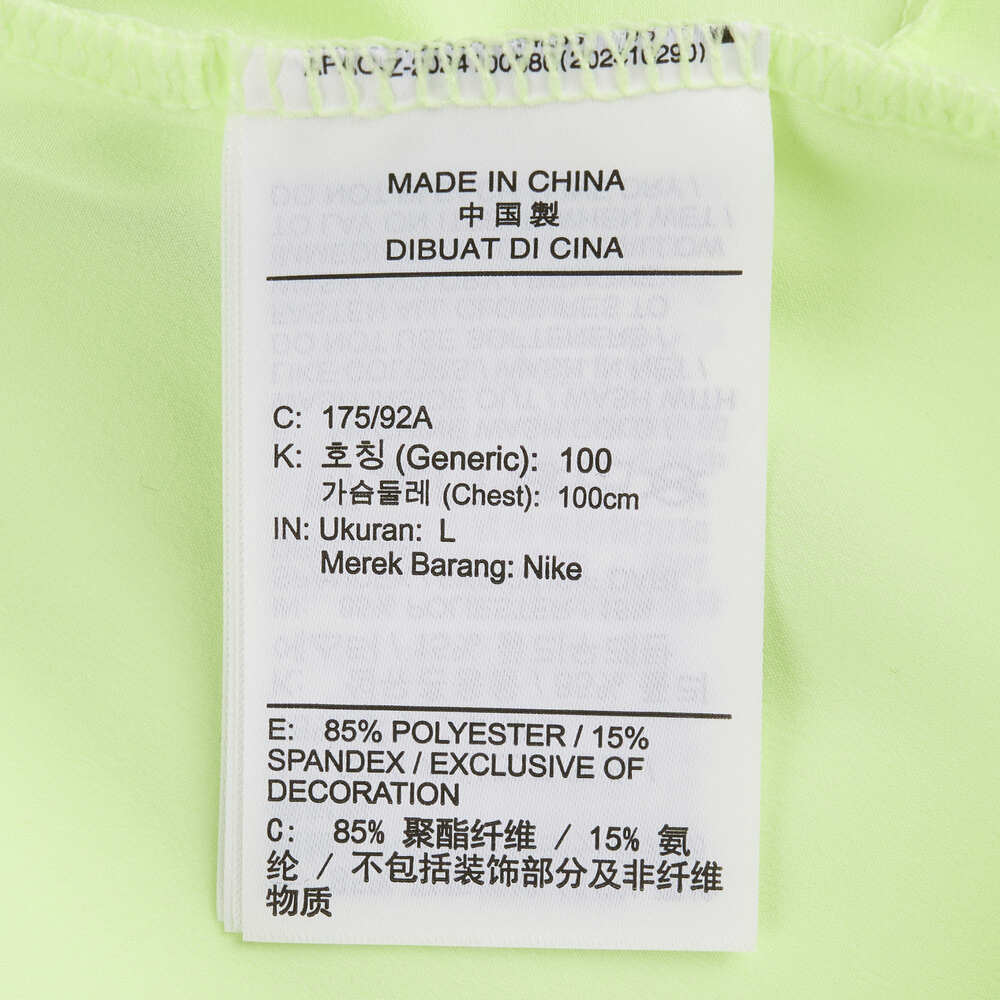 MADE IN CHINA
中国製
DIBUAT DI CINA
C: 175/92A
K: 호칭 (Generic): 100
가슴둘레 (Chest): 100cm
IN: Ukuran: L
Merek Barang: Nike
E: 85% POLYESTER / 15%
SPANDEX / EXCLUSIVE OF
DECORATION
C: 85% 聚酯纤维 / 15% 氨
纶 / 不包括装饰部分及非纤维
物质